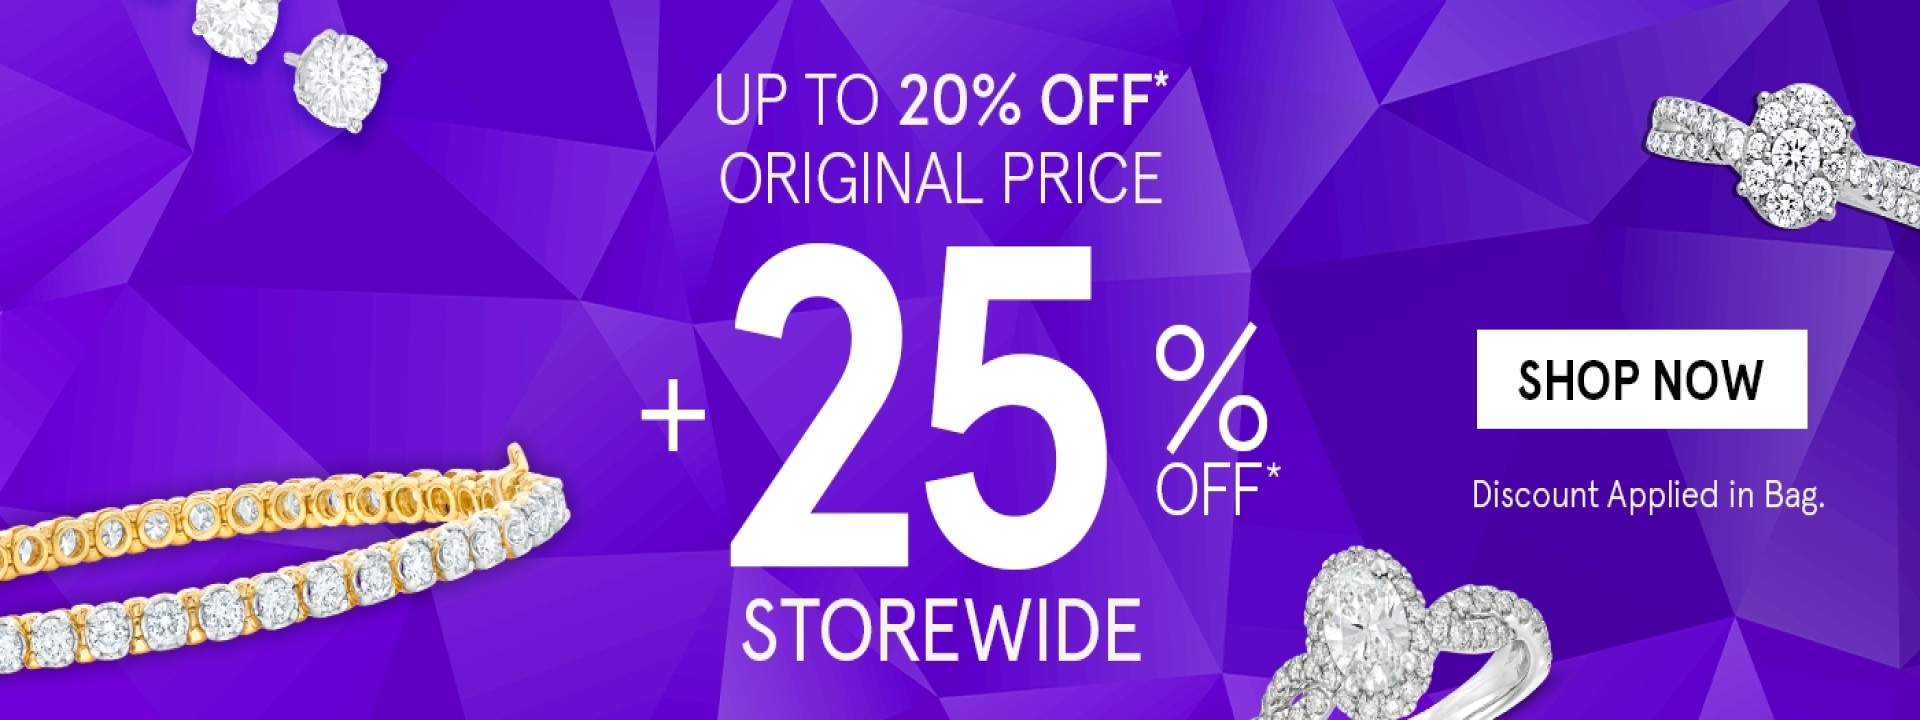 UP TO 20% OFF*
ORIGINAL PRICE
+ 25% OFF*
STOREWIDE
SHOP NOW
Discount Applied in Bag.